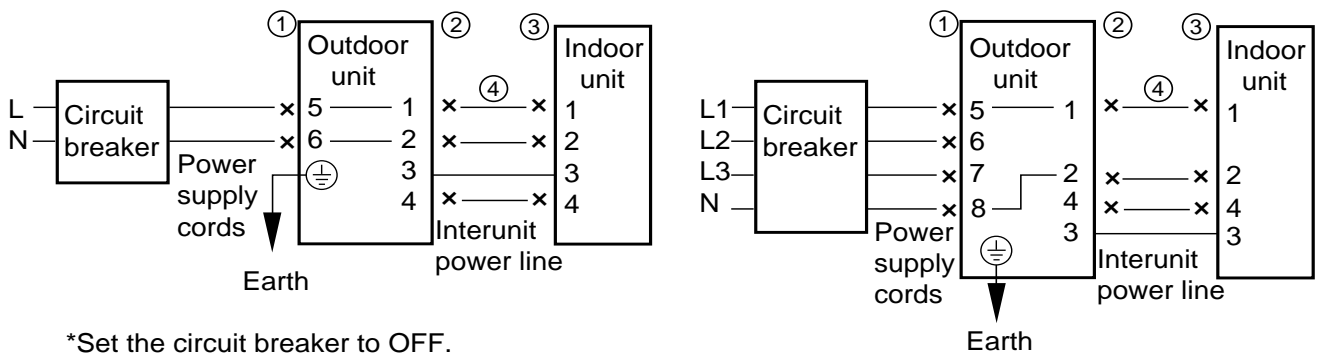 ① ② ③
Outdoor unit
Indoor unit
④
L
N
Circuit breaker
5 1
6 2
3
4
1
2
3
4
Power supply cords
Interunit power line
Earth
*Set the circuit breaker to OFF.
① ② ③
Outdoor unit
Indoor unit
④
L1
L2
L3
N
Circuit breaker
5 1
6
7 2
8 4
3
1
2
4
3
Power supply cords
Interunit power line
Earth